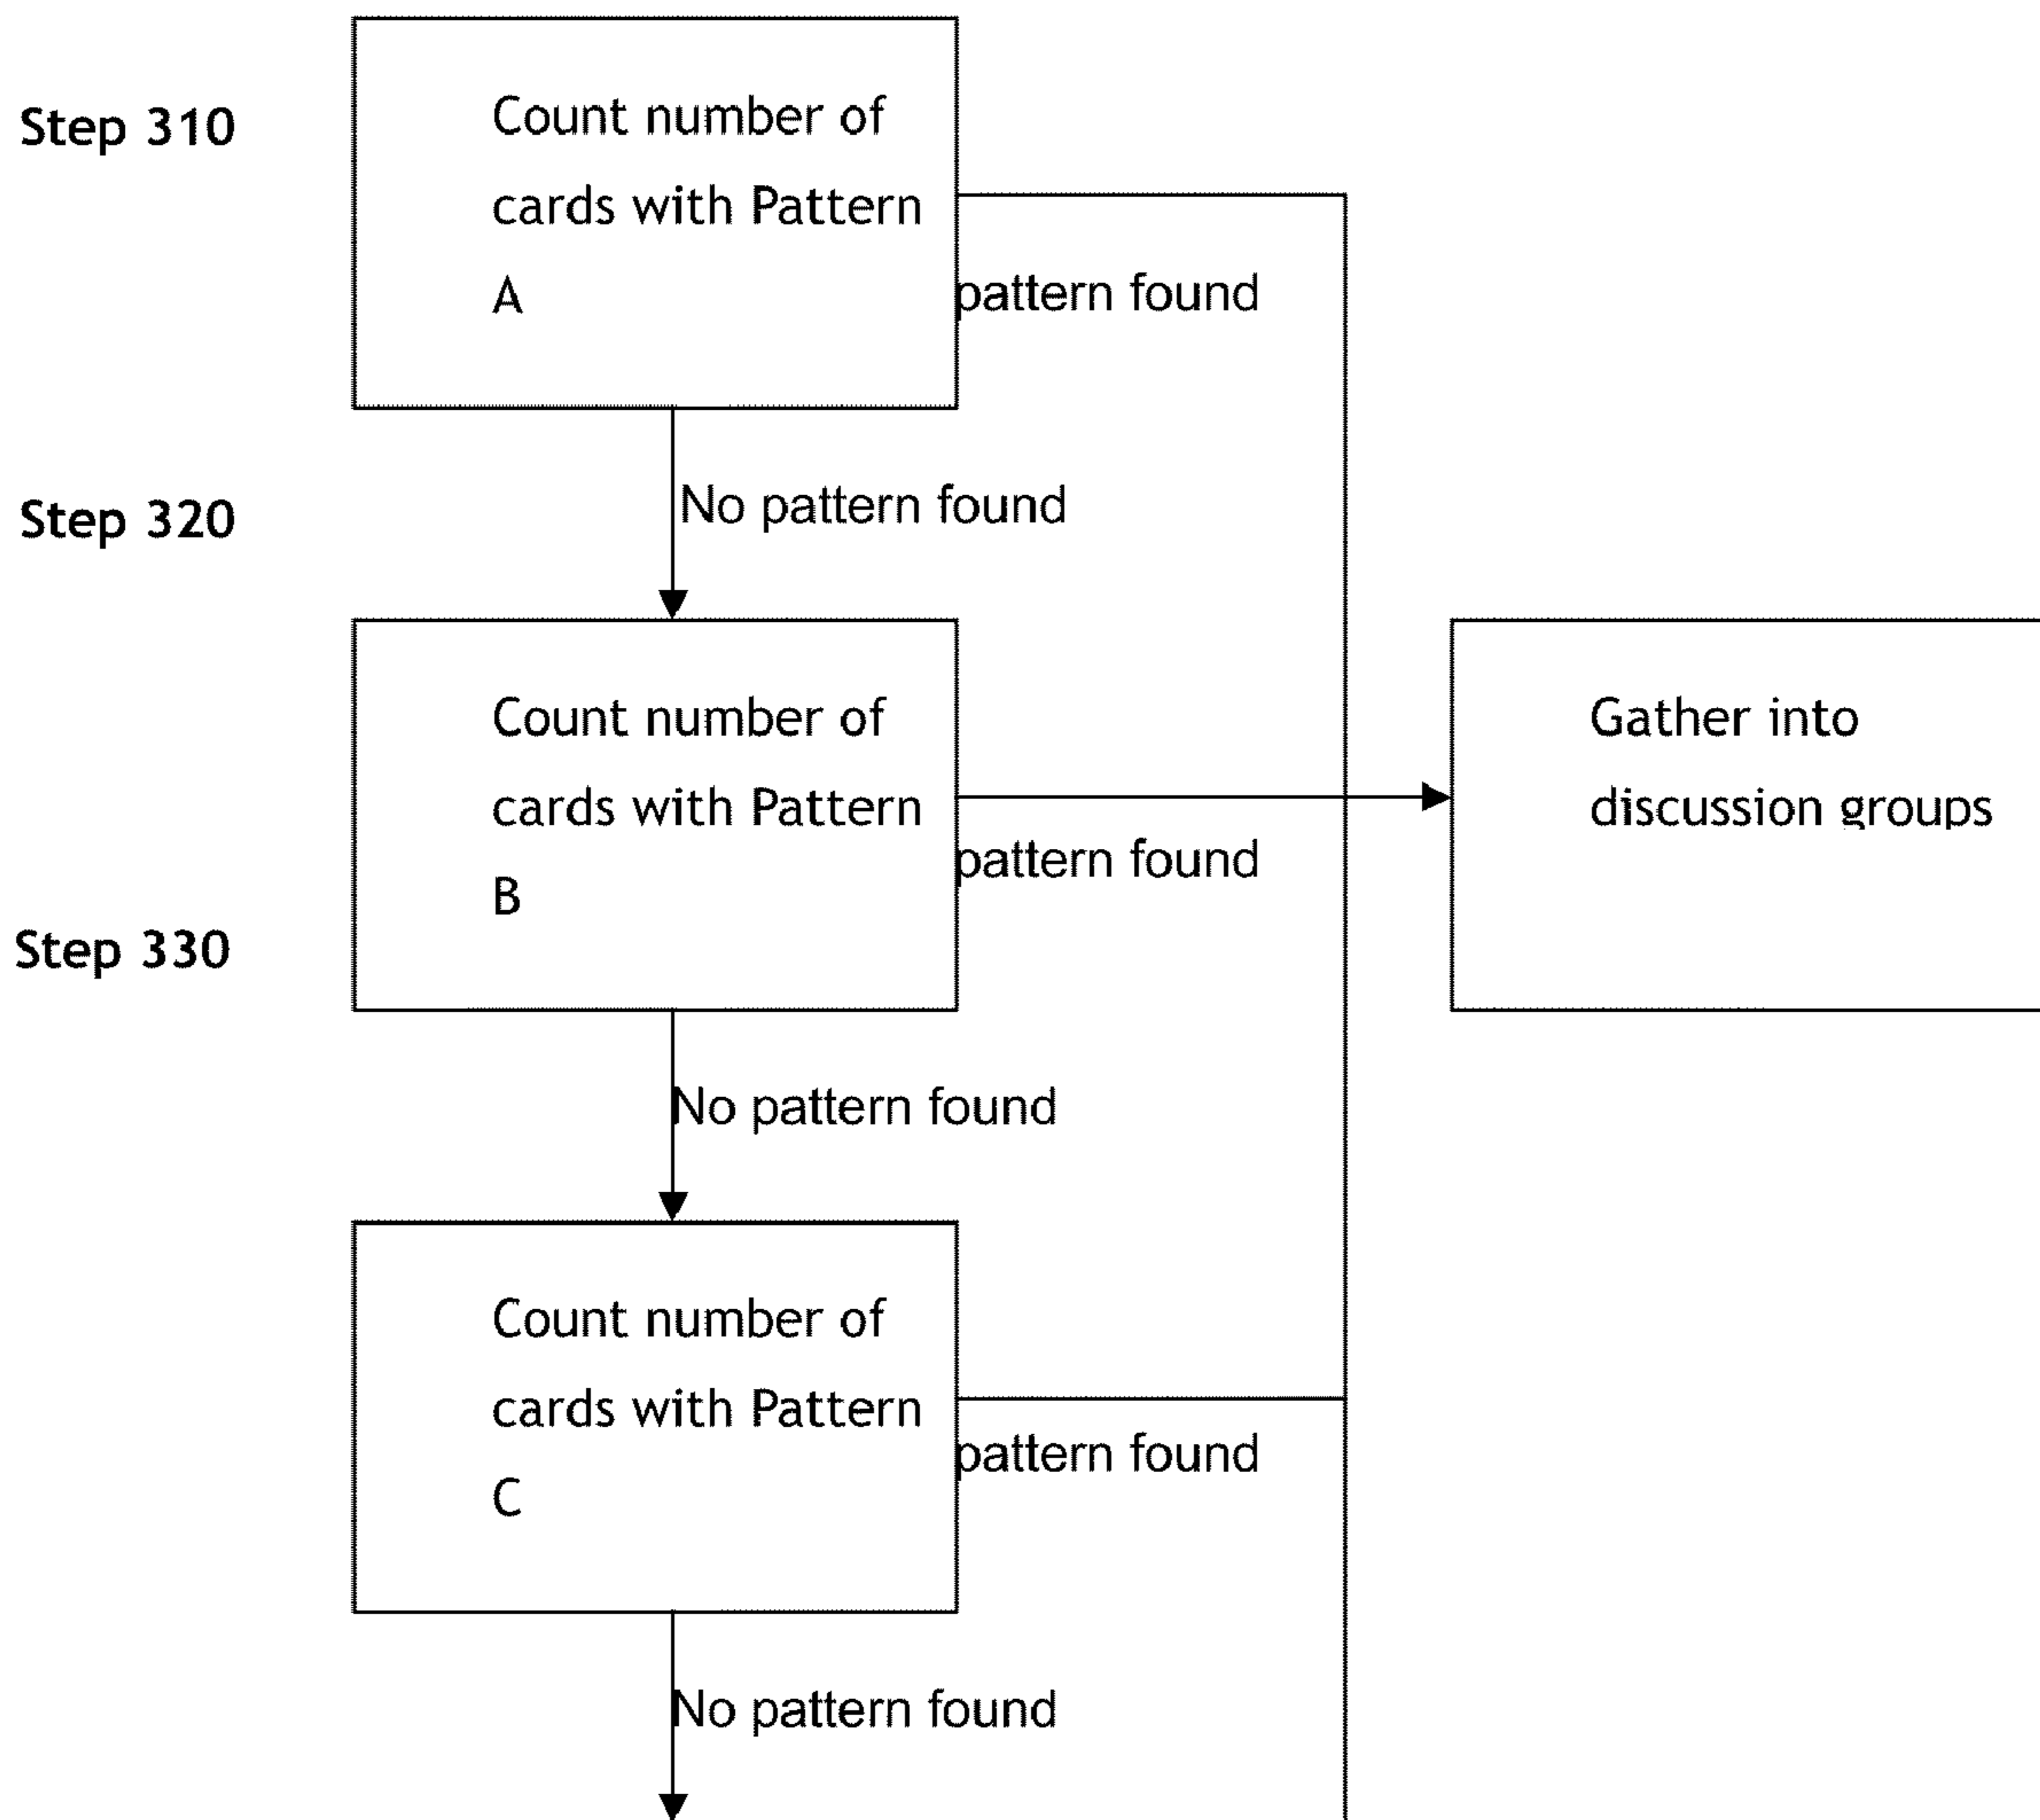 Step 310
Count number of
cards with Pattern
A
pattern found
No pattern found
Step 320
Count number of
cards with Pattern
B
pattern found
Gather into
discussion groups
Step 330
No pattern found
Count number of
cards with Pattern
C
pattern found
No pattern found